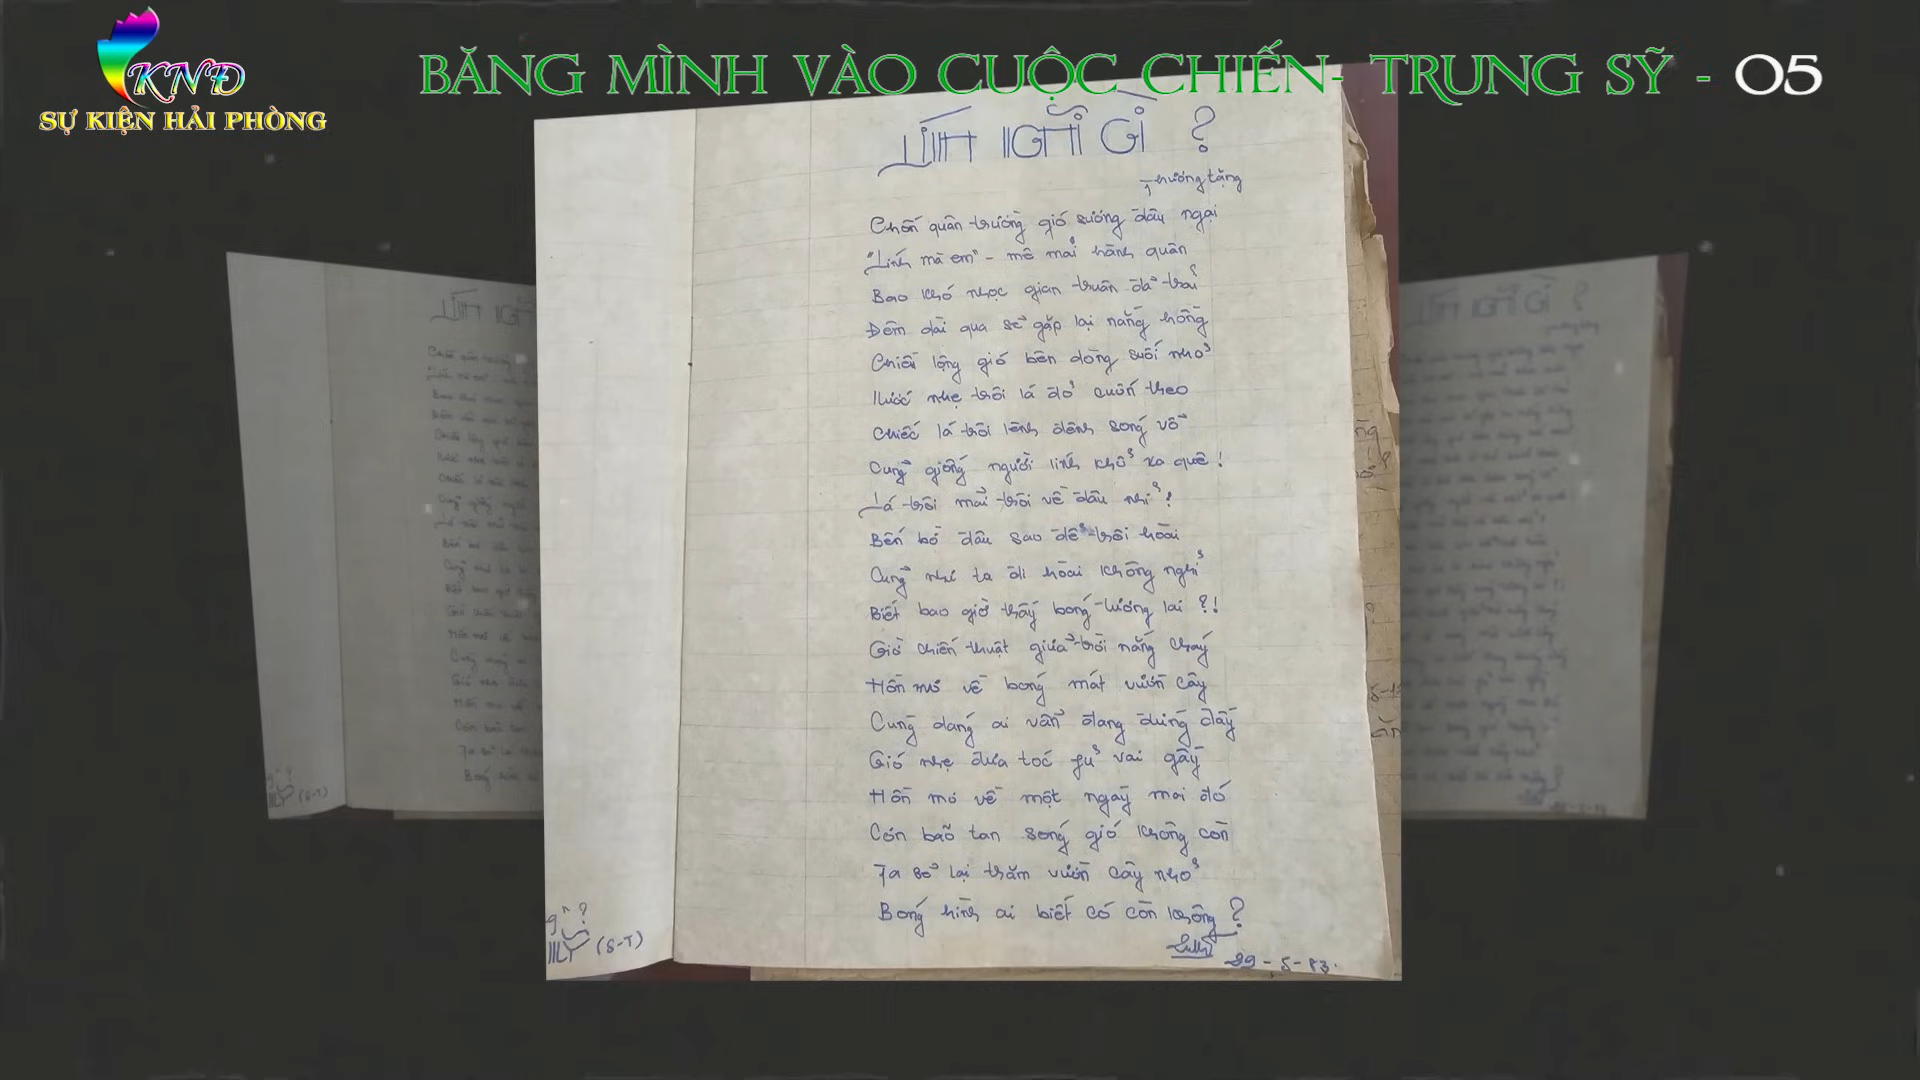 KNĐ
SỰ KIỆN HẢI PHÒNG
BĂNG MÌNH VÀO CUỘC CHIẾN- TRUNG SỸ - 05
LÍNH NGHĨ GÌ ?
Thương tặng
Chốn quân trường gió sương đâu ngại
"Lính mà em" - mê mải hành quân
Bao khó nhọc gian truân đã trải
Đêm dài qua sẽ gặp lại nắng hồng
Chiều lộng gió bên dòng suối nhỏ
Nước nhẹ trôi lá đổ cuốn theo
Chiếc lá trôi lênh đênh sóng vỗ
Cũng giống người lính khổ xa quê !
Lá trôi mãi trôi về đâu nhỉ ?
Bến bờ đâu sao để trôi hoài
Cũng như ta đi hoài không nghỉ
Biết bao giờ thấy bóng tương lai ?!
Giờ chiến thuật giữa trời nắng cháy
Hồn mơ về bóng mát vườn cây
Cùng dáng ai vẫn đang đứng đấy
Gió nhẹ đưa tóc rủ vai gầy
Hồn mơ về một ngày mai đó
Cơn bão tan sóng gió không còn
Ta sẽ lại thăm vườn cây nhỏ
Bóng hình ai biết có còn không ?
29-5-83.
(S-T)